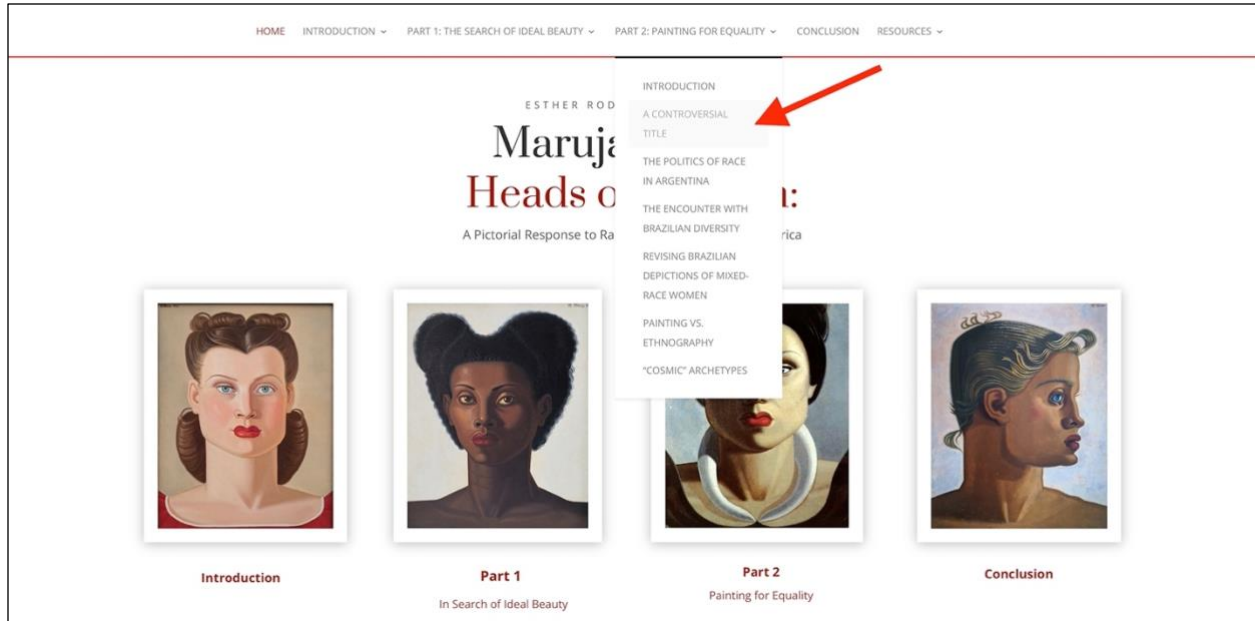 HOME INTRODUCTION PART 1: THE SEARCH OF IDEAL BEAUTY PART 2: PAINTING FOR EQUALITY CONCLUSION RESOURCES
INTRODUCTION
A CONTROVERSIAL
TITLE
THE POLITICS OF RACE
IN ARGENTINA
THE ENCOUNTER WITH
BRAZILIAN DIVERSITY
REVISING BRAZILIAN
DEPICTIONS OF MIXED-
RACE WOMEN
PAINTING VS.
ETHNOGRAPHY
"COSMIC" ARCHETYPES
ESTHER ROD
Maruja
Heads o
A Pictorial Response to Ra rica
Introduction
Part 1
In Search of Ideal Beauty
Part 2
Painting for Equality
Conclusion